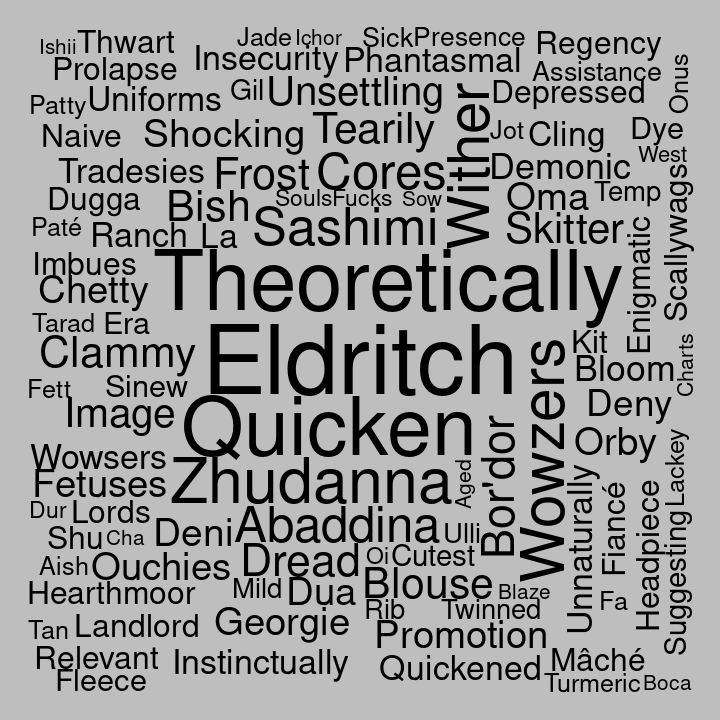 Ishii
Thwart
Jade
Ichor
Sick
Presence
Regency
Prolapse
Insecurity
Phantasmal
Assistance
Onus
Patty
Uniforms
Gil
Unsettling
Depressed
Naive
Shocking
Tearily
Wither
Jot
Cling
Dye
West
Tradesies
Frost
Cores
Demonic
Scallywags
Dugga
Bish
Souls
Fucks
Sow
Oma
Temp
Paté
Ranch
La
Sashimi
Skitter
Enigmatic
Imbues
Chetty
Theoretically
Tarad
Era
Clammy
Eldritch
Wowzers
Kit
Bloom
Charts
Fett
Sinew
Image
Quicken
Bor'dor
Deny
Orby
Wowsers
Fetuses
Zhudanna
Aged
Lackey
Dur
Lords
Shu
Cha
Deni
Abaddina
Ulli
Unnaturally
Fiancé
Headpiece
Suggesting
Aish
Ouchies
Dread
Oi
Cutest
Hearthmoor
Mild
Dua
Blouse
Blaze
Fa
Rib
Twinned
Tan
Landlord
Georgie
Promotion
Relevant
Instinctually
Quickened
Mâché
Fleece
Turmeric
Boca